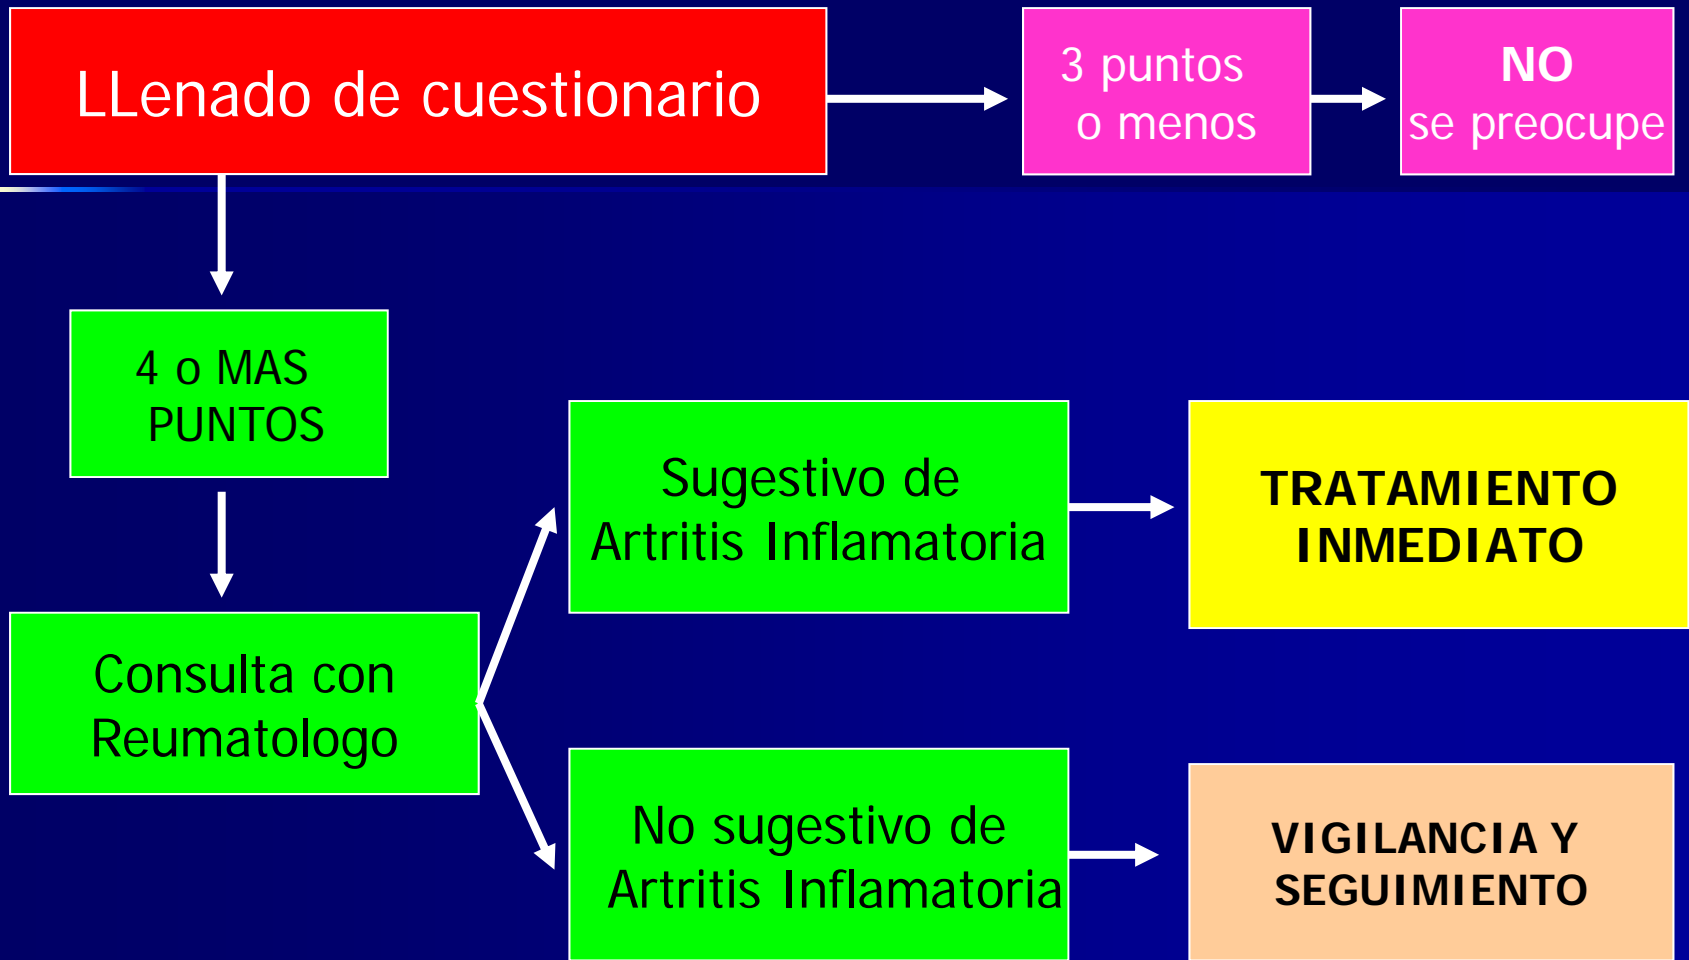 LLenado de cuestionario
3 puntos
o menos
NO
se preocupe
4 o MAS
PUNTOS
Consulta con
Reumatologo
Sugestivo de
Artritis Inflamatoria
TRATAMIENTO
INMEDIATO
No sugestivo de
Artritis Inflamatoria
VIGILANCIA Y
SEGUIMIENTO